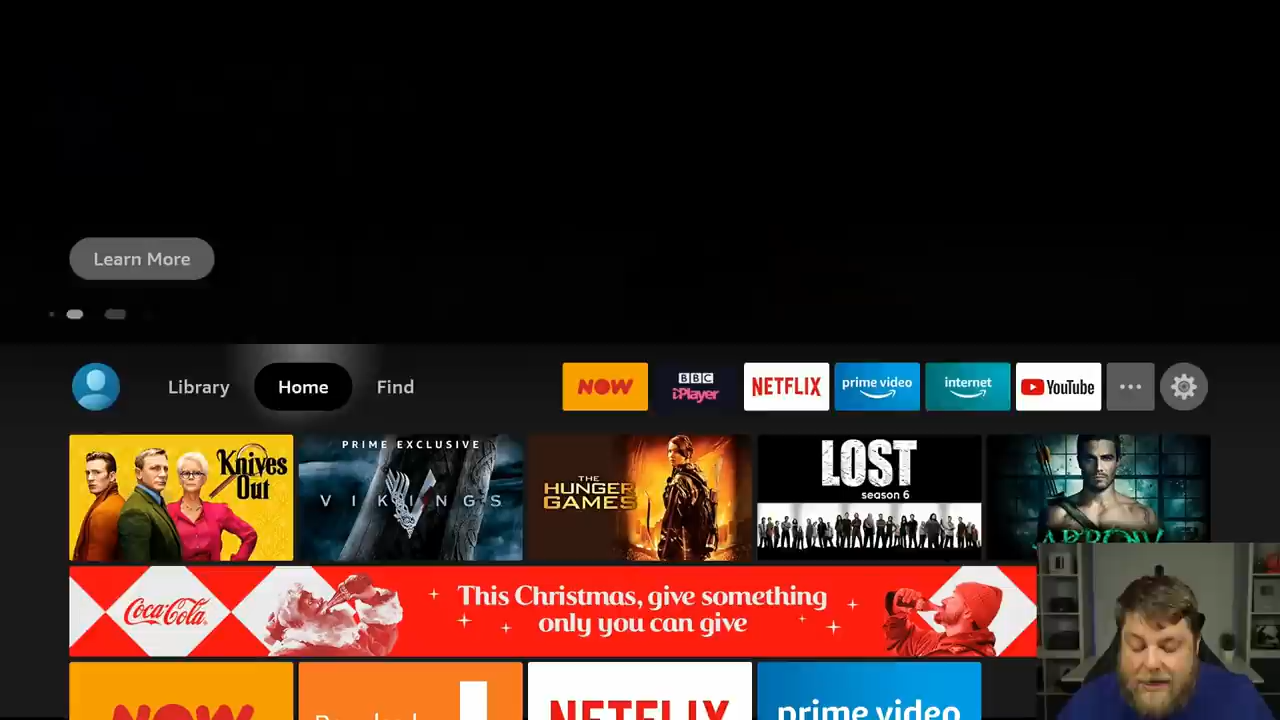 Learn More
Library
Home
Find
NOW
BBC
iPlayer
NETFLIX
prime video
internet
YouTube
Knives
Out
PRIME EXCLUSIVE
VIKINGS
THE
HUNGER
GAMES
LOST
season 6
ARROW
Coca-Cola
This Christmas, give something
only you can give
NOW
Download
NETFLIX
prime video